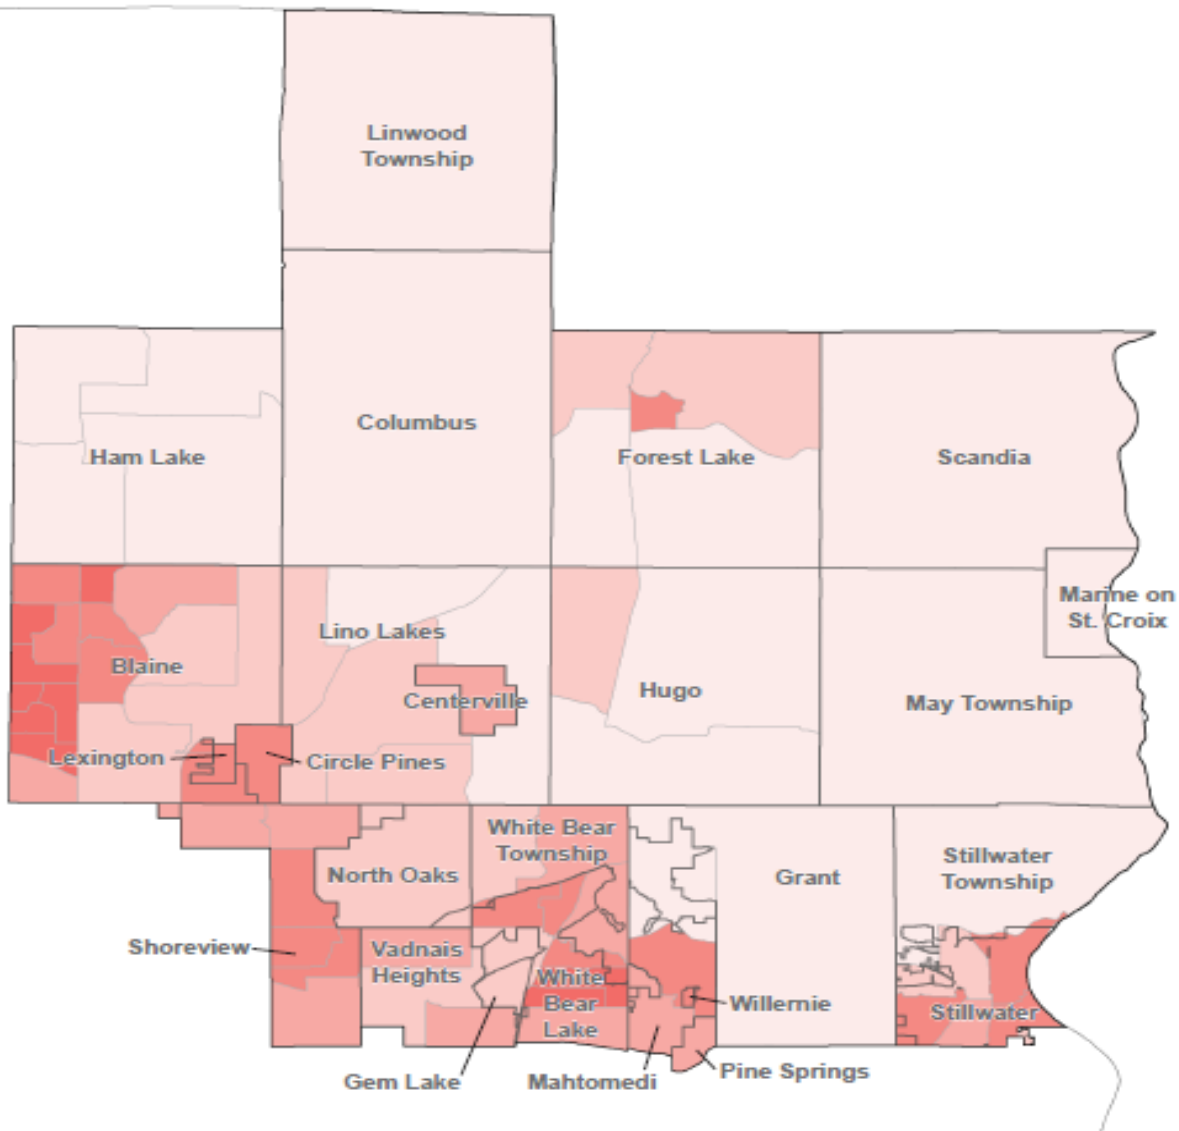 Linwood
Township
Columbus
Ham Lake
Forest Lake
Scandia
Marine on
St. Croix
Lino Lakes
Blaine
Centerville
Hugo
May Township
Lexington
Circle Pines
White Bear
Township
North Oaks
Grant
Stillwater
Township
Shoreview
Vadnais
Heights
White
Bear
Lake
Willernie
Stillwater
Gem Lake
Mahtomedi
Pine Springs